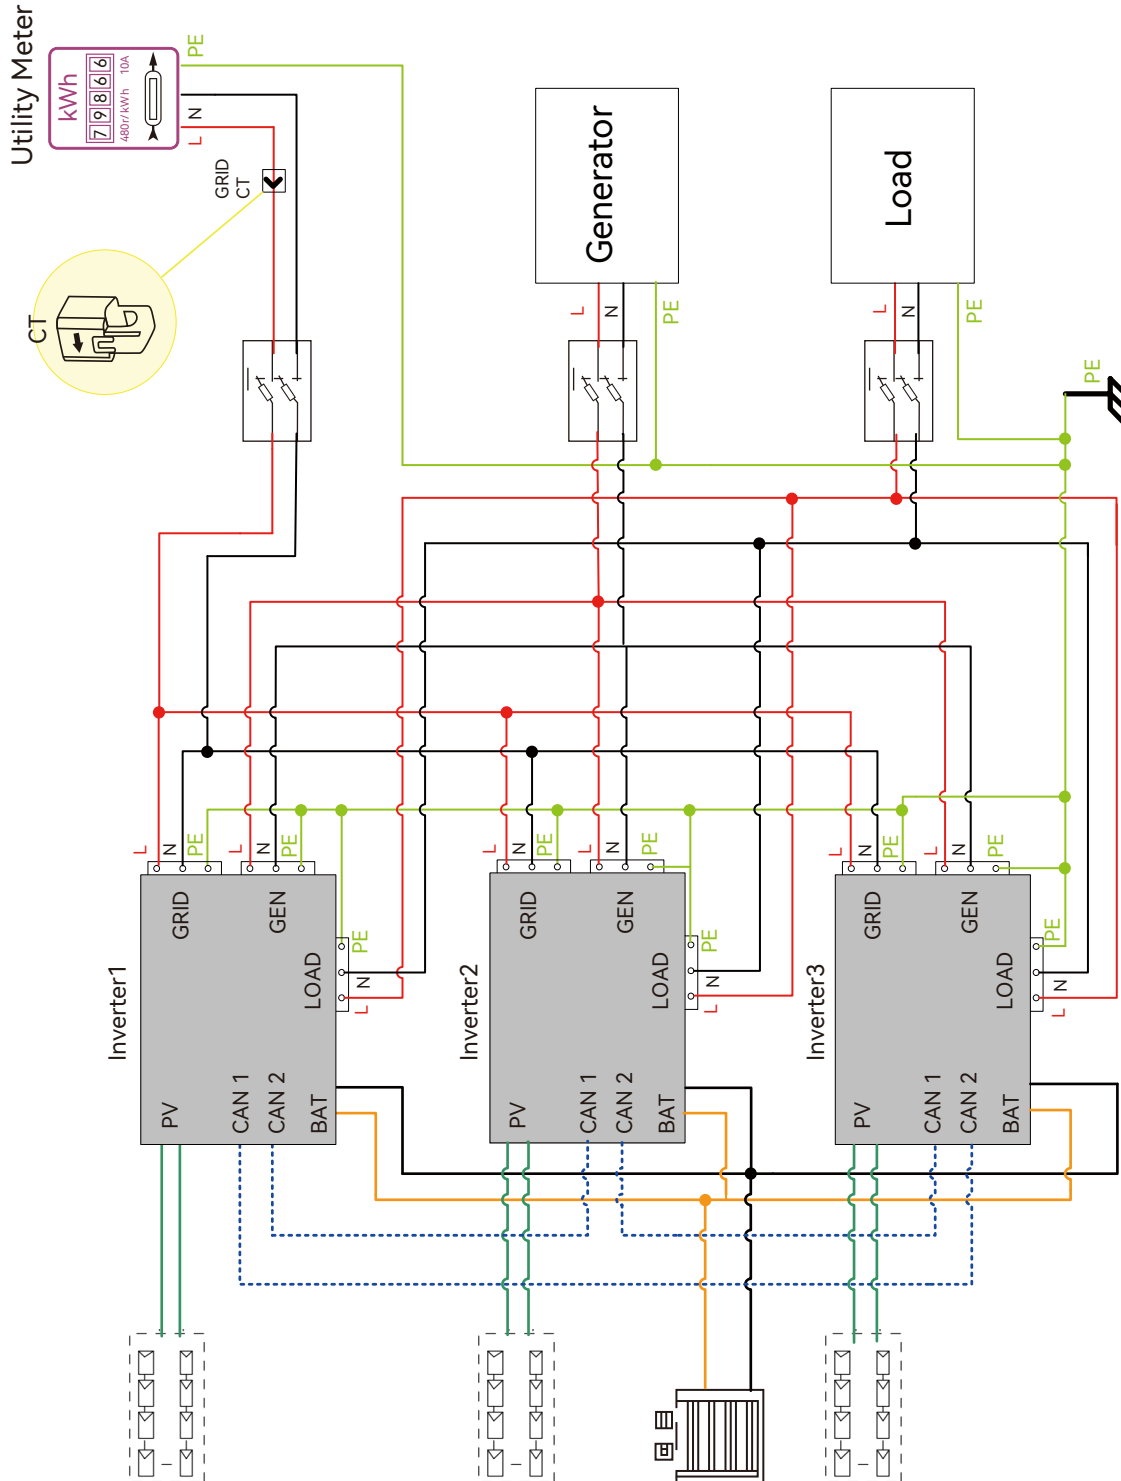 Utility Meter
kWh
79866
480r/kWh 10A
PE
N
L
GRID
CT
CT
Generator
L
N
PE
Load
L
N
PE
PE
L
N
PE
L
N
PE
L
N
PE
L
N
PE
L
N
PE
L
N
PE
GRID
GEN
LOAD
PE
N
L
Inverter1
PV
CAN 1
CAN 2
BAT
GRID
GEN
LOAD
PE
N
L
Inverter2
PV
CAN 1
CAN 2
BAT
GRID
GEN
LOAD
PE
N
L
Inverter3
PV
CAN 1
CAN 2
BAT